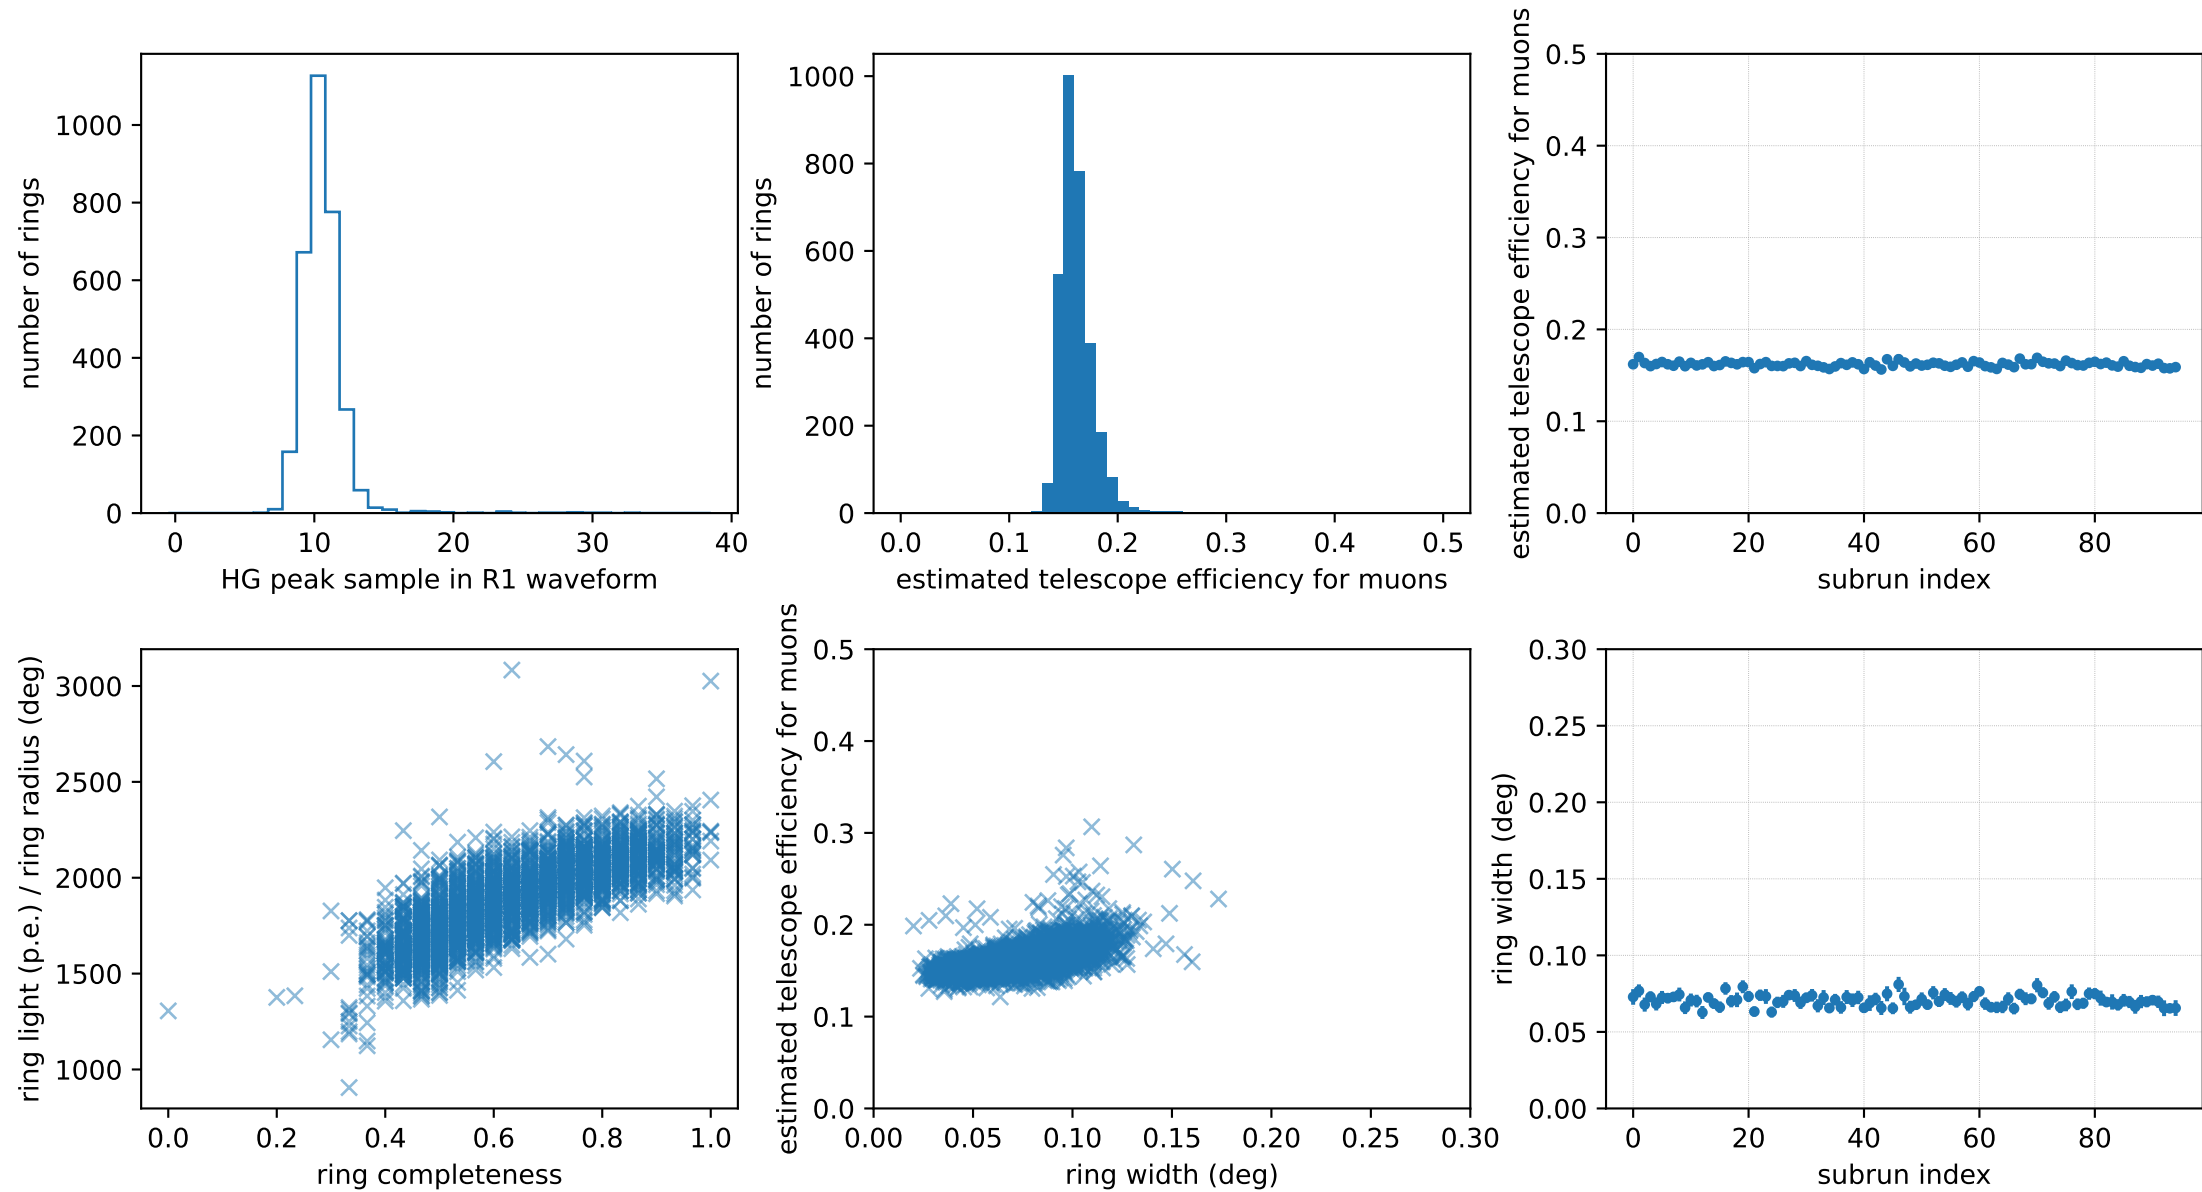 number of rings
1000
800
600
400
200
0
0 10 20 30 40
HG peak sample in R1 waveform
number of rings
1000
800
600
400
200
0
0.0 0.1 0.2 0.3 0.4 0.5
estimated telescope efficiency for muons
estimated telescope efficiency for muons
0.5
0.4
0.3
0.2
0.1
0.0
0 20 40 60 80
subrun index
ring light (p.e.) / ring radius (deg)
3000
2500
2000
1500
1000
0.0 0.2 0.4 0.6 0.8 1.0
ring completeness
estimated telescope efficiency for muons
0.5
0.4
0.3
0.2
0.1
0.0
0.00 0.05 0.10 0.15 0.20 0.25 0.30
ring width (deg)
ring width (deg)
0.30
0.25
0.20
0.15
0.10
0.05
0.00
0 20 40 60 80
subrun index